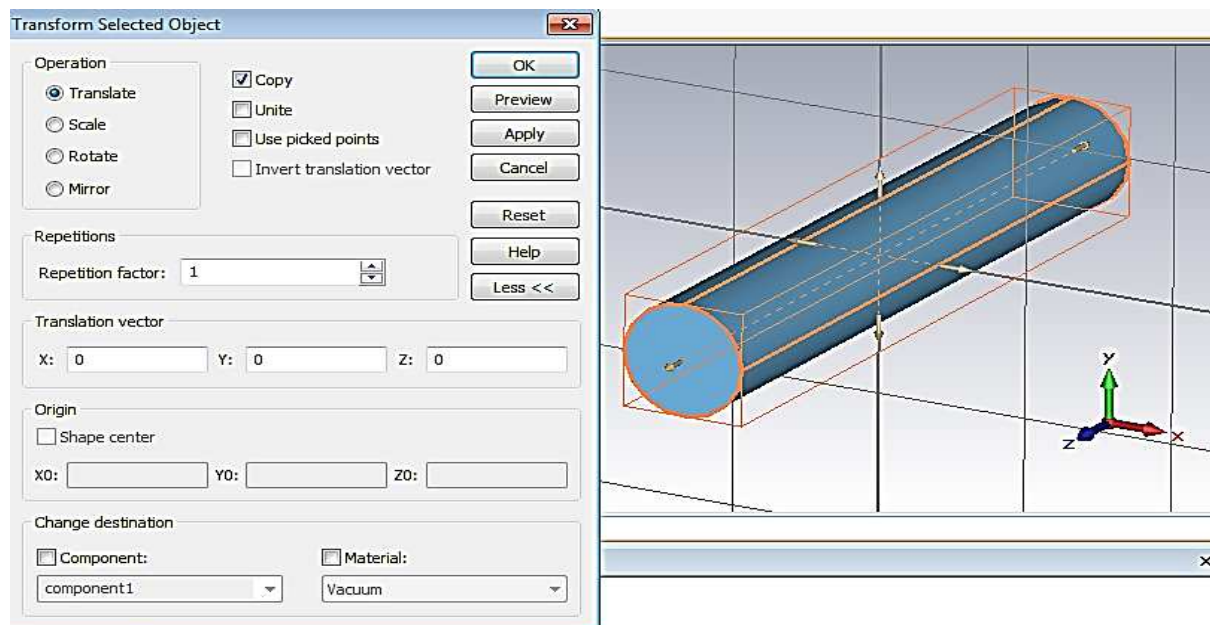 Transform Selected Object
Operation
Translate
Scale
Rotate
Mirror
Copy
Unite
Use picked points
Invert translation vector
OK
Preview
Apply
Cancel
Reset
Help
Less <<
Repetitions
Repetition factor: 1
Translation vector
X: 0 Y: 0 Z: 0
Origin
Shape center
X0: Y0: Z0:
Change destination
Component: Material:
component1 Vacuum
y
x
z